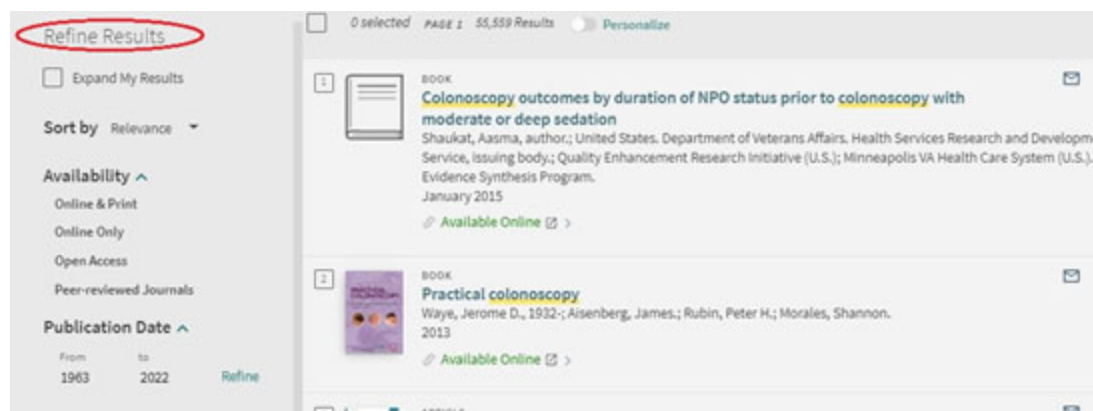 Refine Results
Expand My Results
Sort by Relevance
Availability
Online & Print
Online Only
Open Access
Peer-reviewed Journals
Publication Date
From to
1963 2022 Refine
0 selected PAGE 1 55,559 Results Personalize
1
BOOK
Colonoscopy outcomes by duration of NPO status prior to colonoscopy with
moderate or deep sedation
Shaukat, Aasma, author.; United States. Department of Veterans Affairs. Health Services Research and Developm
Service, issuing body.; Quality Enhancement Research Initiative (U.S.); Minneapolis VA Health Care System (U.S.).
Evidence Synthesis Program.
January 2015
Available Online
2
BOOK
Practical colonoscopy
Waye, Jerome D., 1932-; Aisenberg, James.; Rubin, Peter H.; Morales, Shannon.
2013
Available Online